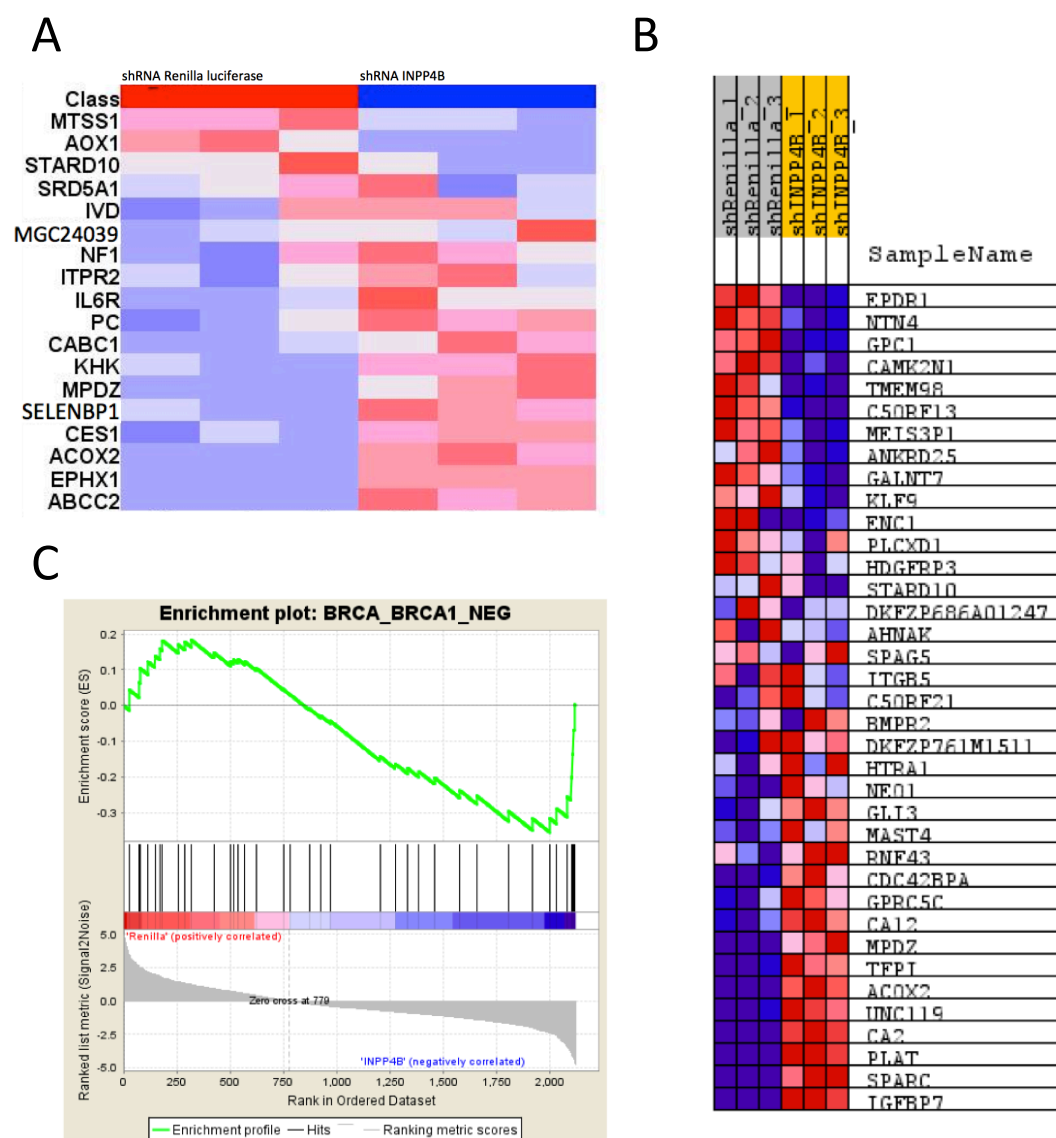 A
B
shRNA Renilla luciferase
shRNA INPP4B
Class
MTSS1
AOX1
STARD10
SRD5A1
IVD
MGC24039
NF1
ITPR2
IL6R
PC
CABC1
KHK
MPDZ
SELENBP1
CES1
ACOX2
EPHX1
ABCC2
C
Enrichment plot: BRCA_BRCA1_NEG
Enrichment score (ES)
0.2
0.1
0.0
-0.1
-0.2
-0.3
Ranked list metric (Signal2Noise)
5.0
2.5
0.0
-2.5
-5.0
'Renilla' (positively correlated)
Zero cross at 779
'INPP4B' (negatively correlated)
0 250 500 750 1,000 1,250 1,500 1,750 2,000
Rank in Ordered Dataset
Enrichment profile Hits Ranking metric scores
shRenilla_1
shRenilla_2
shRenilla_3
shINPP4B_1
shINPP4B_2
shINPP4B_3
SampleName
EPDR1
NTN4
GPC1
CAMK2N1
TMEM98
C5ORF13
MEIS3P1
ANKRD25
GALNT7
KLF9
ENC1
PLCXD1
HDGFRP3
STARD10
DKFZP686A01247
AHNAK
SPAG5
ITGB5
C5ORF21
BMPR2
DKFZP761M1511
HTRA1
NEO1
GLI3
MAST4
RNF43
CDC42BPA
GPRC5C
CA12
MPDZ
TFPI
ACOX2
UNC119
CA2
PLAT
SPARC
IGFBP7